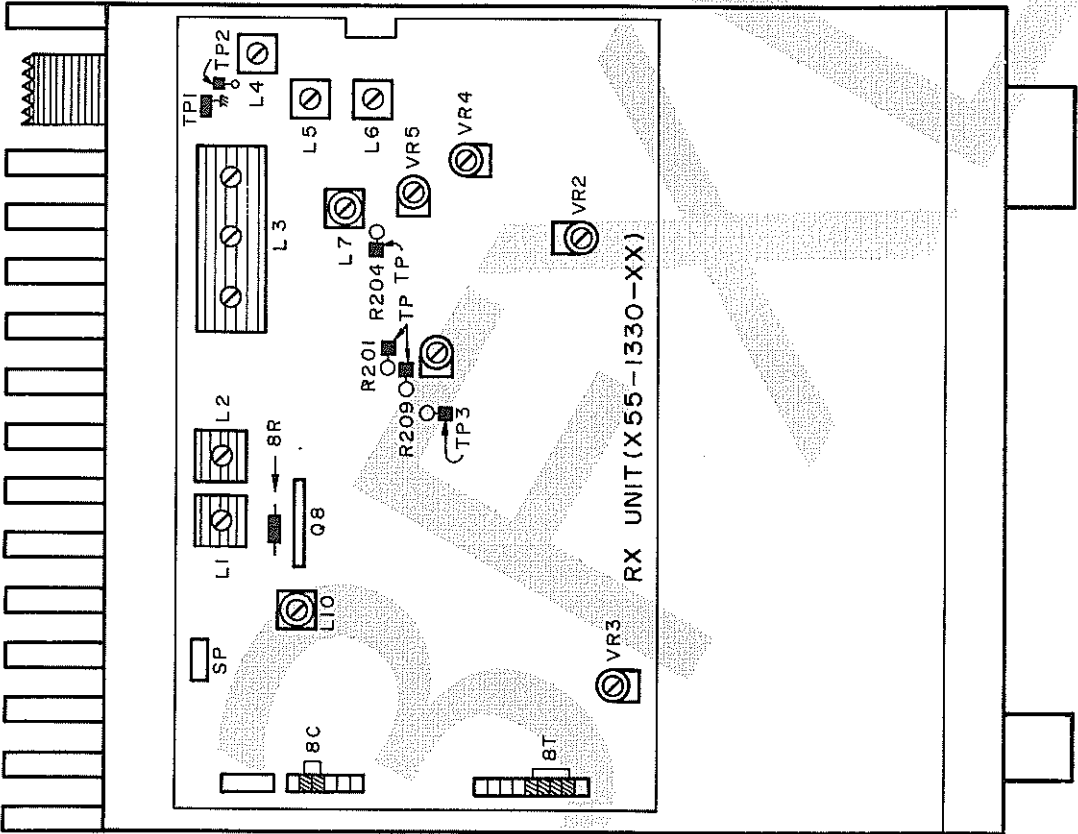 TP1
TP2
L4
L5
L6
VR5
VR4
L3
L7
R204
TP
VR2
R201
TP
R209
TP3
L2
8R
L1
Q8
L10
SP
VR3
8C
8T
RX UNIT (X55-1330-XX)